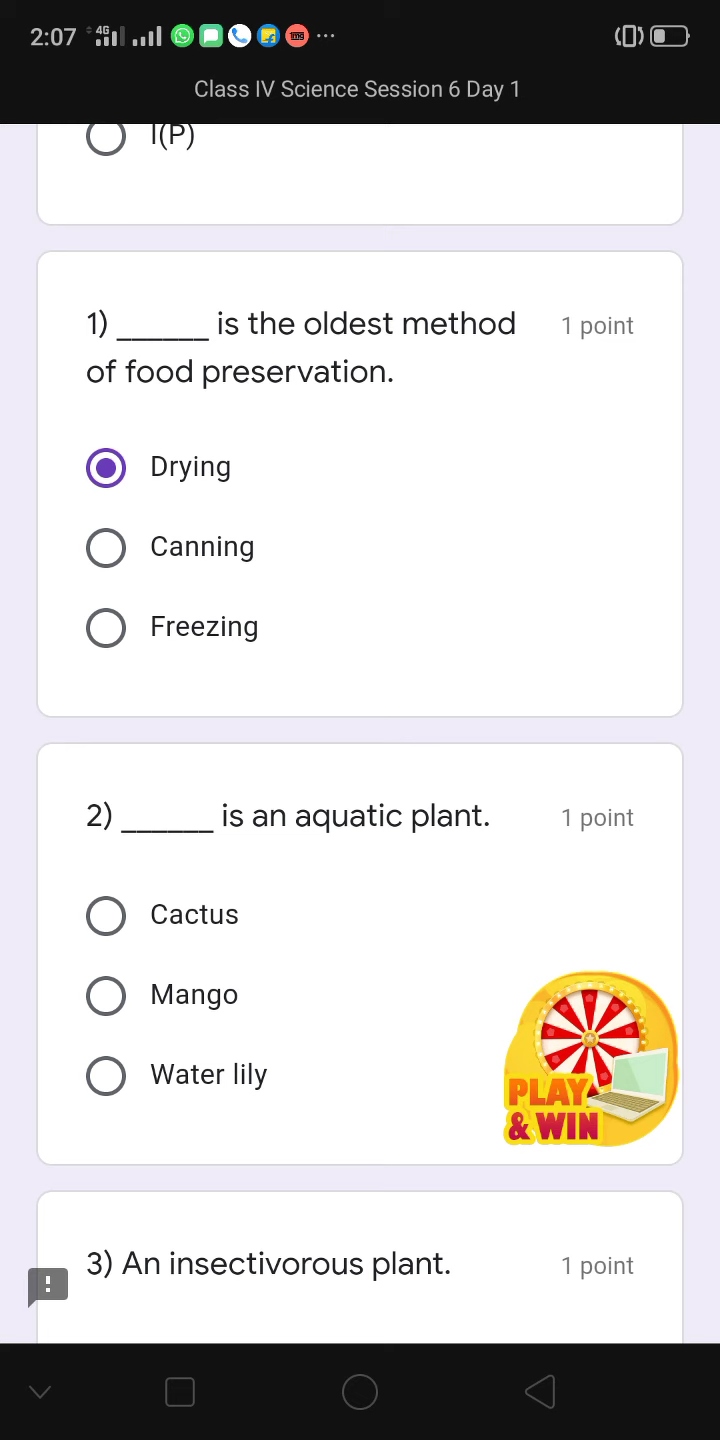 2:07 4G
Class IV Science Session 6 Day 1
I(P)
1) ______ is the oldest method 1 point
of food preservation.
Drying
Canning
Freezing
2) ______ is an aquatic plant. 1 point
Cactus
Mango
Water lily
PLAY
& WIN
3) An insectivorous plant. 1 point